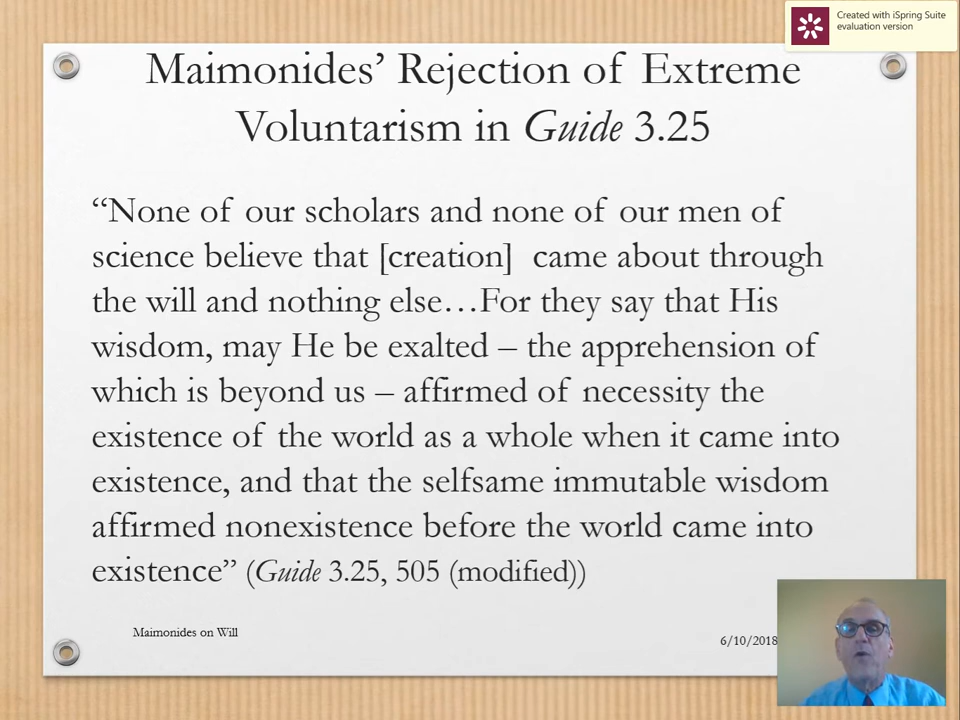 Created with iSpring Suite
evaluation version
Maimonides’ Rejection of Extreme
Voluntarism in Guide 3.25
“None of our scholars and none of our men of
science believe that [creation] came about through
the will and nothing else…For they say that His
wisdom, may He be exalted – the apprehension of
which is beyond us – affirmed of necessity the
existence of the world as a whole when it came into
existence, and that the selfsame immutable wisdom
affirmed nonexistence before the world came into
existence” (Guide 3.25, 505 (modified))
Maimonides on Will
6/10/2018